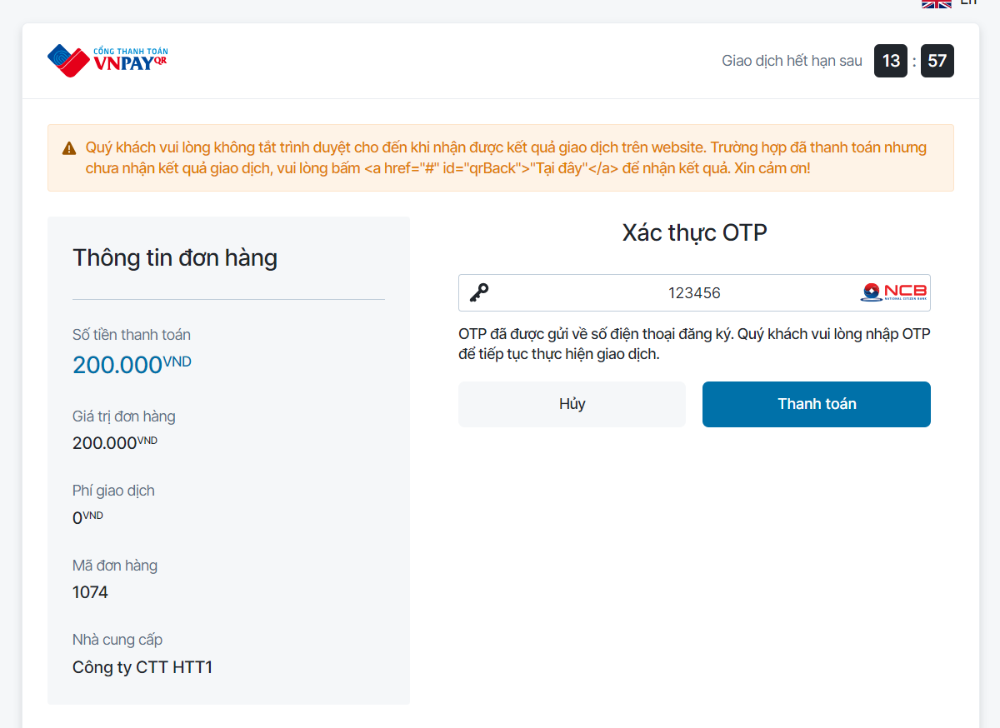 CỔNG THANH TOÁN
VNPAYQR
Giao dịch hết hạn sau 13 : 57
Quý khách vui lòng không tắt trình duyệt cho đến khi nhận được kết quả giao dịch trên website. Trường hợp đã thanh toán nhưng
chưa nhận kết quả giao dịch, vui lòng bấm <a href="#" id="qrBack">"Tại đây"</a> để nhận kết quả. Xin cảm ơn!
Thông tin đơn hàng
Số tiền thanh toán
200.000VND
Giá trị đơn hàng
200.000VND
Phí giao dịch
0VND
Mã đơn hàng
1074
Nhà cung cấp
Công ty CTT HTT1
Xác thực OTP
123456
NCB
NATIONAL CITIZEN BANK
OTP đã được gửi về số điện thoại đăng ký. Quý khách vui lòng nhập OTP
để tiếp tục thực hiện giao dịch.
Hủy
Thanh toán